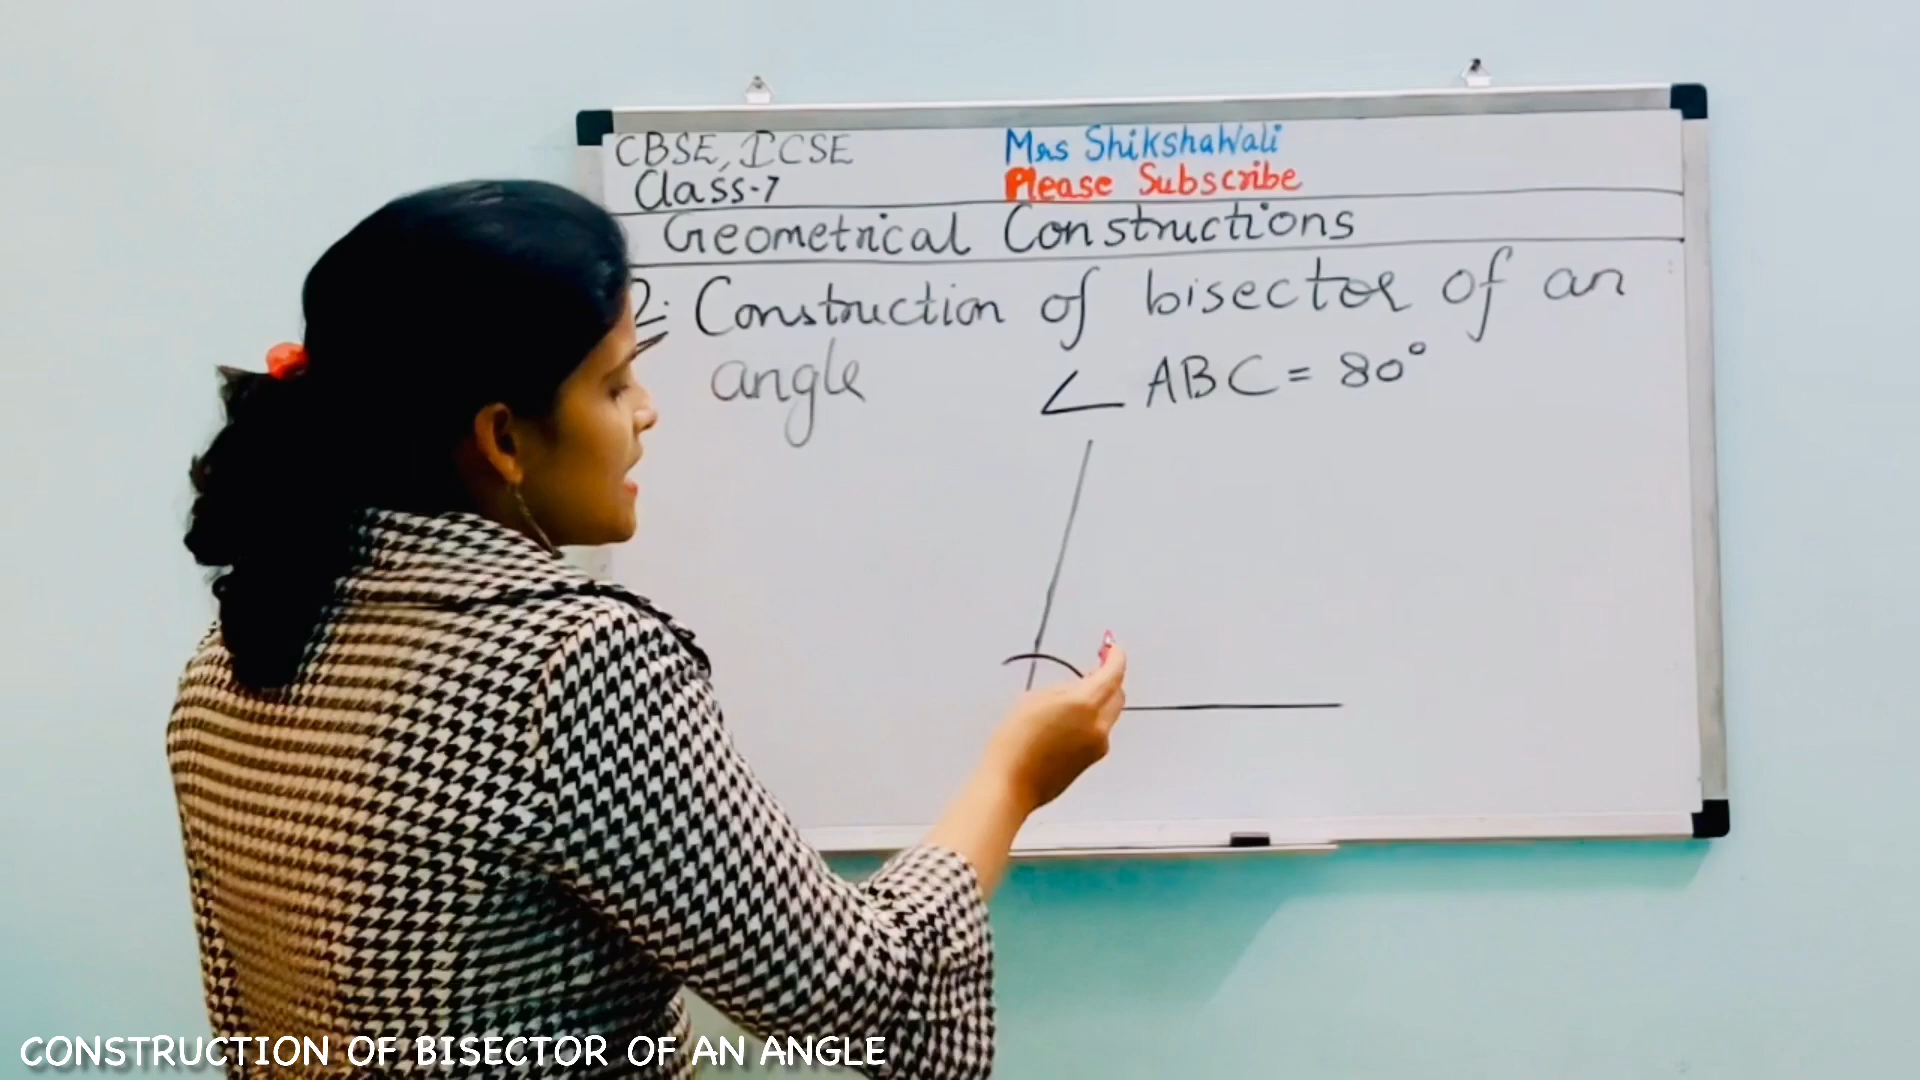 CBSE, ICSE
Class-7
Mrs ShikshaWali
Please Subscribe
Geometrical Constructions
2. Construction of bisector of an
angle
∠ ABC = 80°
CONSTRUCTION OF BISECTOR OF AN ANGLE